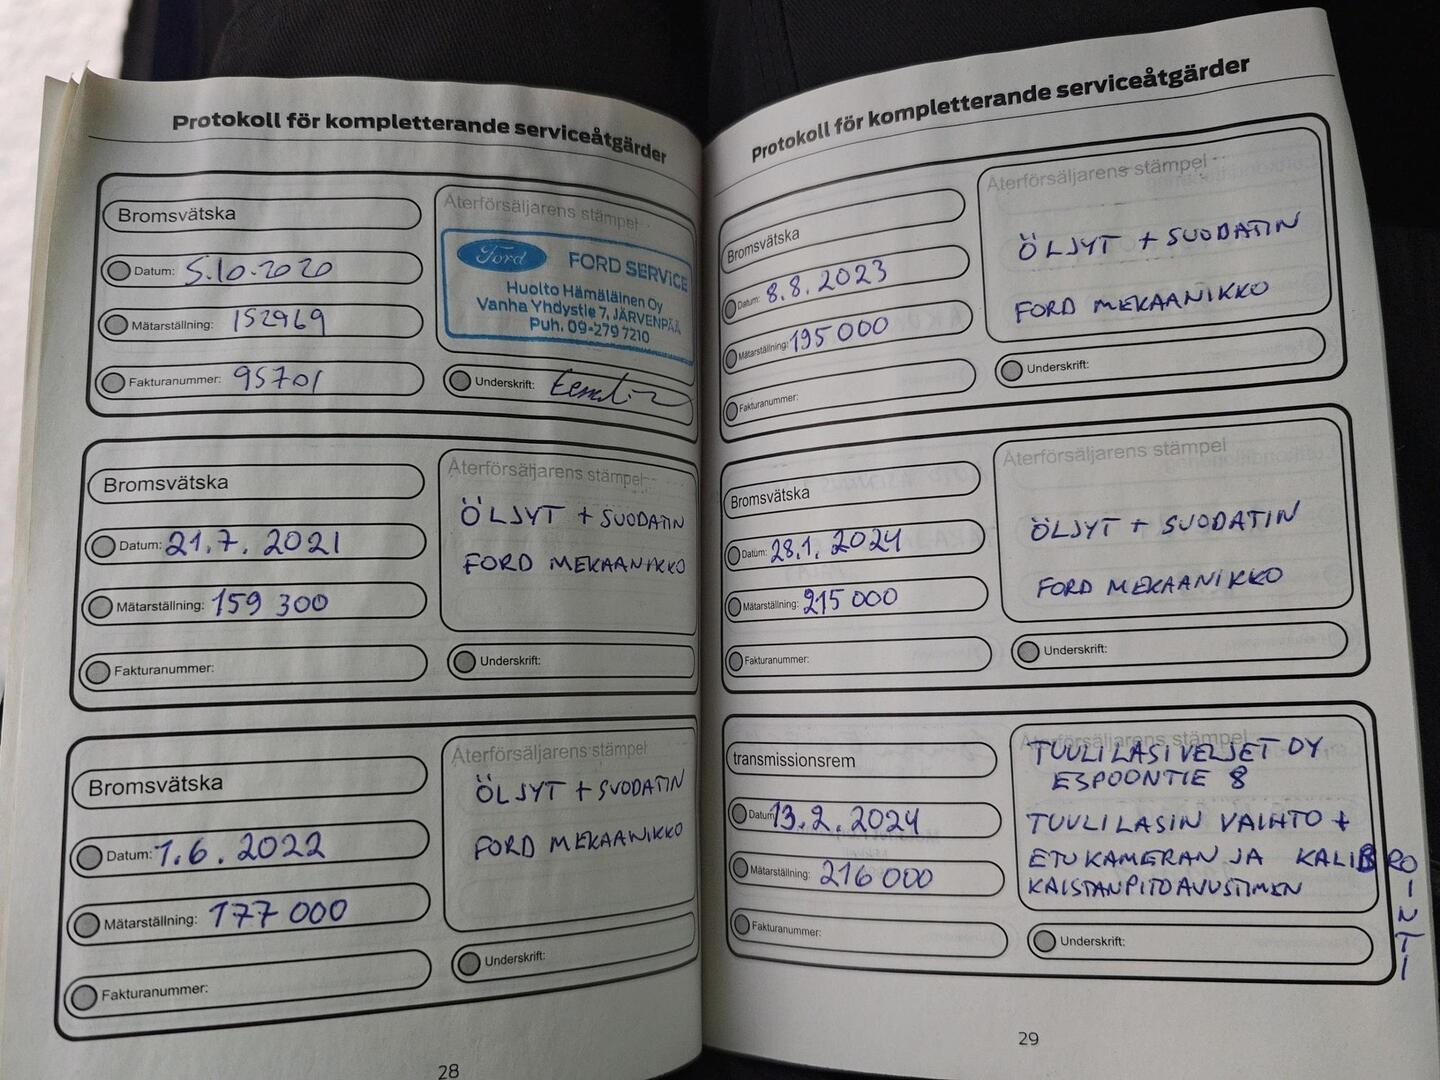 Protokoll för kompletterande serviceåtgärder
Bromsvätska
Datum: 5.10.2020
Mätarställning: 152969
Fakturanummer: 95701
Återförsäljarens stämpel
Ford FORD SERVICE
Huolto Hämäläinen Oy
Vanha Yhdystie 7, JÄRVENPÄÄ
Puh. 09-279 7210
Underskrift:
Bromsvätska
Datum: 21.7.2021
Mätarställning: 159 300
Fakturanummer:
Återförsäljarens stämpel
ÖLJYT + SUODATIN
FORD MEKAANIKKO
Underskrift:
Bromsvätska
Datum: 1.6.2022
Mätarställning: 177 000
Fakturanummer:
Återförsäljarens stämpel
ÖLJYT + SUODATIN
FORD MEKAANIKKO
Underskrift:
28
Protokoll för kompletterande serviceåtgärder
Bromsvätska
Datum: 8.8.2023
Mätarställning: 195 000
Fakturanummer:
Återförsäljarens stämpel
ÖLJYT + SUODATIN
FORD MEKAANIKKO
Underskrift:
Bromsvätska
Datum: 28.1.2024
Mätarställning: 215 000
Fakturanummer:
Återförsäljarens stämpel
ÖLJYT + SUODATIN
FORD MEKAANIKKO
Underskrift:
transmissionsrem
Datum: 13.2.2024
Mätarställning: 216 000
Fakturanummer:
Återförsäljarens stämpel
TUULILASIVELJET OY
ESPOONTIE 8
TUULILASIN VAIHTO +
ETUKAMERAN JA KALIBROINTI
KAISTANPITOAVUSTIMEN
Underskrift:
29